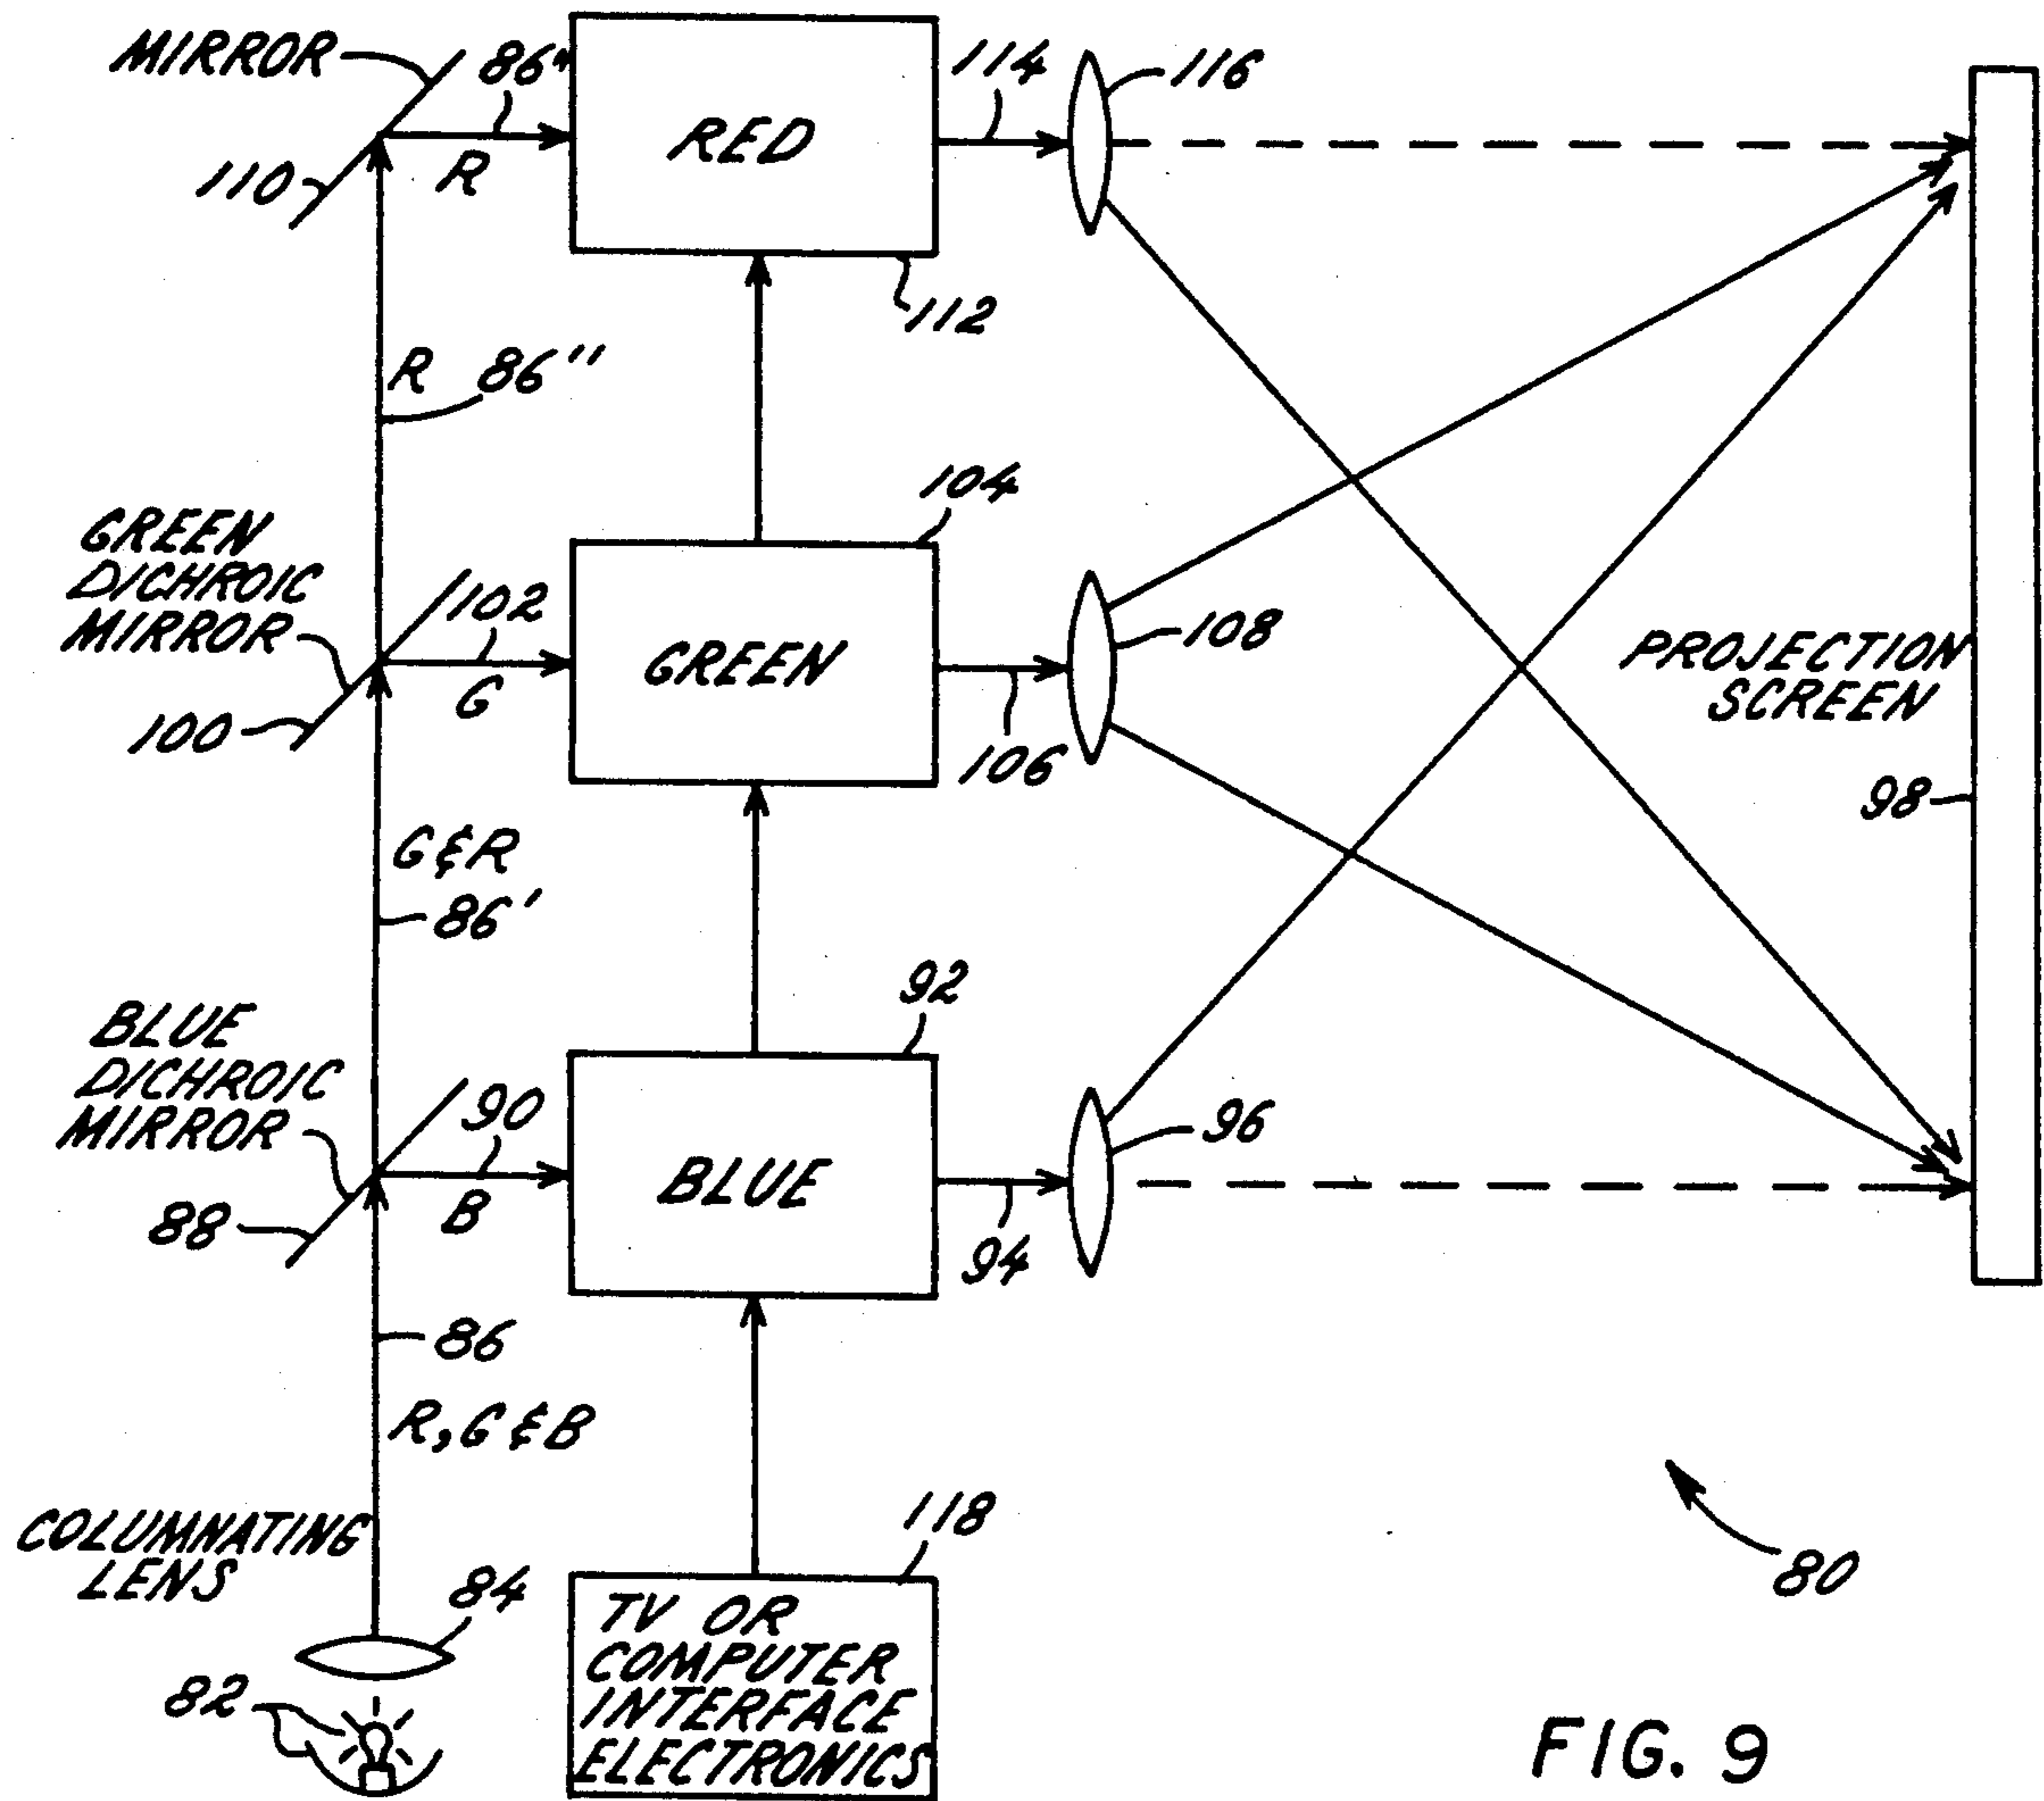 MIRROR
86"
114
116
RED
110
R
112
R 86"
104
GREEN
DICHROIC
MIRROR
102
108
GREEN
PROJECTION
SCREEN
G
100
106
98
G&R
86'
92
BLUE
DICHROIC
MIRROR
90
96
BLUE
B
88
94
86
R,G&B
118
COLUMNATING
LENS
84
80
TV OR
COMPUTER
INTERFACE
ELECTRONICS
82
FIG. 9